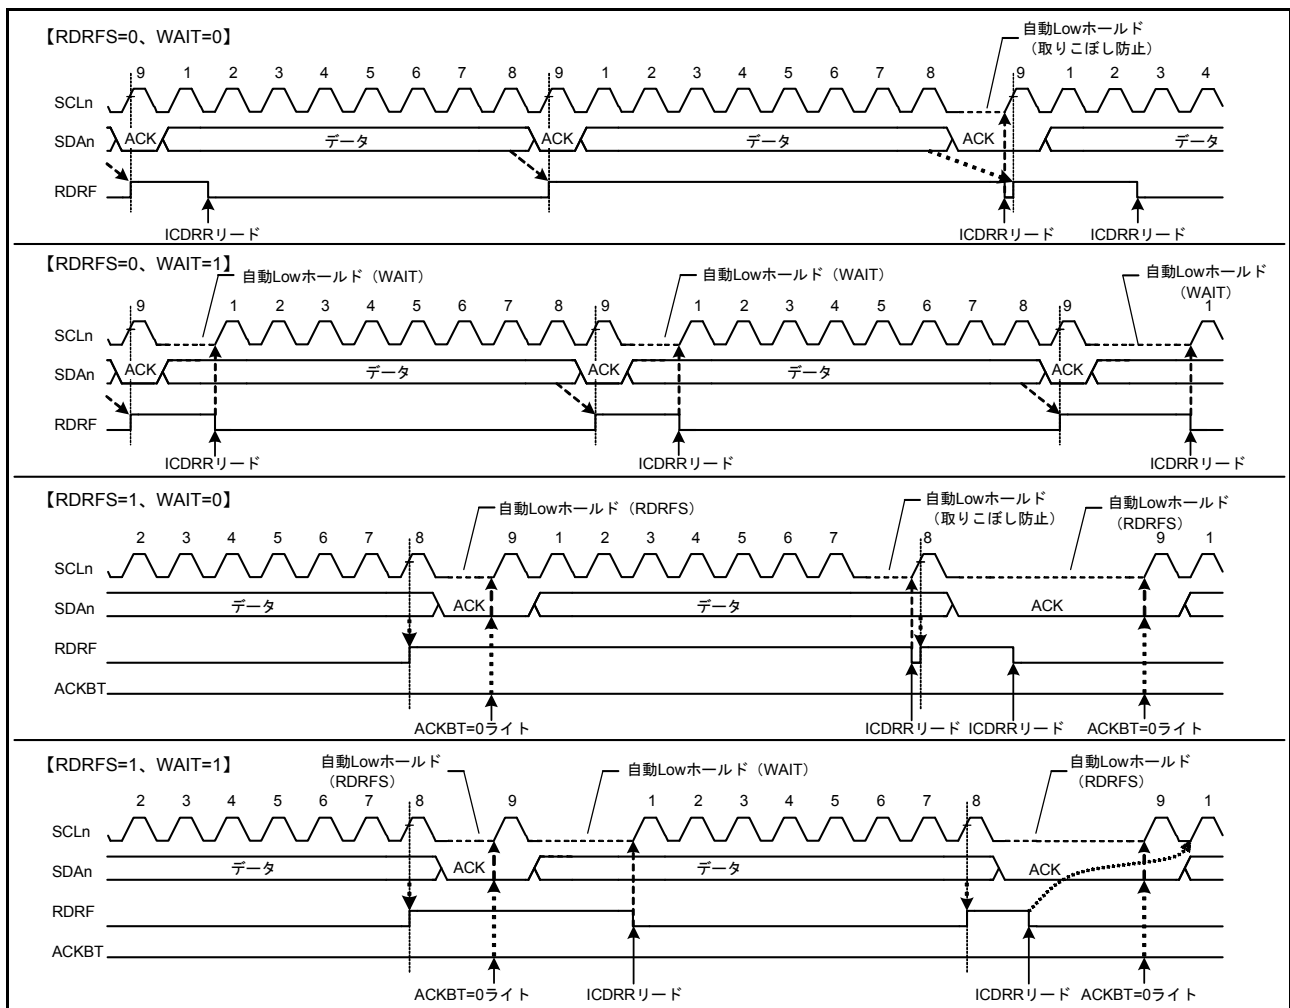 【RDRFS=0、WAIT=0】
自動Lowホールド
（取りこぼし防止）
9 1 2 3 4 5 6 7 8 9 1 2 3 4 5 6 7 8 9 1 2 3 4
SCLn
SDAn ACK データ ACK データ ACK データ
RDRF
ICDRRリード ICDRRリード ICDRRリード
【RDRFS=0、WAIT=1】
自動Lowホールド（WAIT） 自動Lowホールド（WAIT） 自動Lowホールド
（WAIT）
9 1 2 3 4 5 6 7 8 9 1 2 3 4 5 6 7 8 9 1
SCLn
SDAn ACK データ ACK データ ACK
RDRF
ICDRRリード ICDRRリード ICDRRリード
【RDRFS=1、WAIT=0】
自動Lowホールド（RDRFS） 自動Lowホールド
（取りこぼし防止） 自動Lowホールド
（RDRFS）
2 3 4 5 6 7 8 9 1 2 3 4 5 6 7 8 9 1
SCLn
SDAn データ ACK データ ACK
RDRF
ACKBT
ACKBT=0ライト ICDRRリード ICDRRリード ACKBT=0ライト
【RDRFS=1、WAIT=1】
自動Lowホールド
（RDRFS） 自動Lowホールド（WAIT） 自動Lowホールド
（RDRFS）
2 3 4 5 6 7 8 9 1 2 3 4 5 6 7 8 9 1
SCLn
SDAn データ ACK データ ACK
RDRF
ACKBT
ACKBT=0ライト ICDRRリード ICDRRリード ACKBT=0ライト